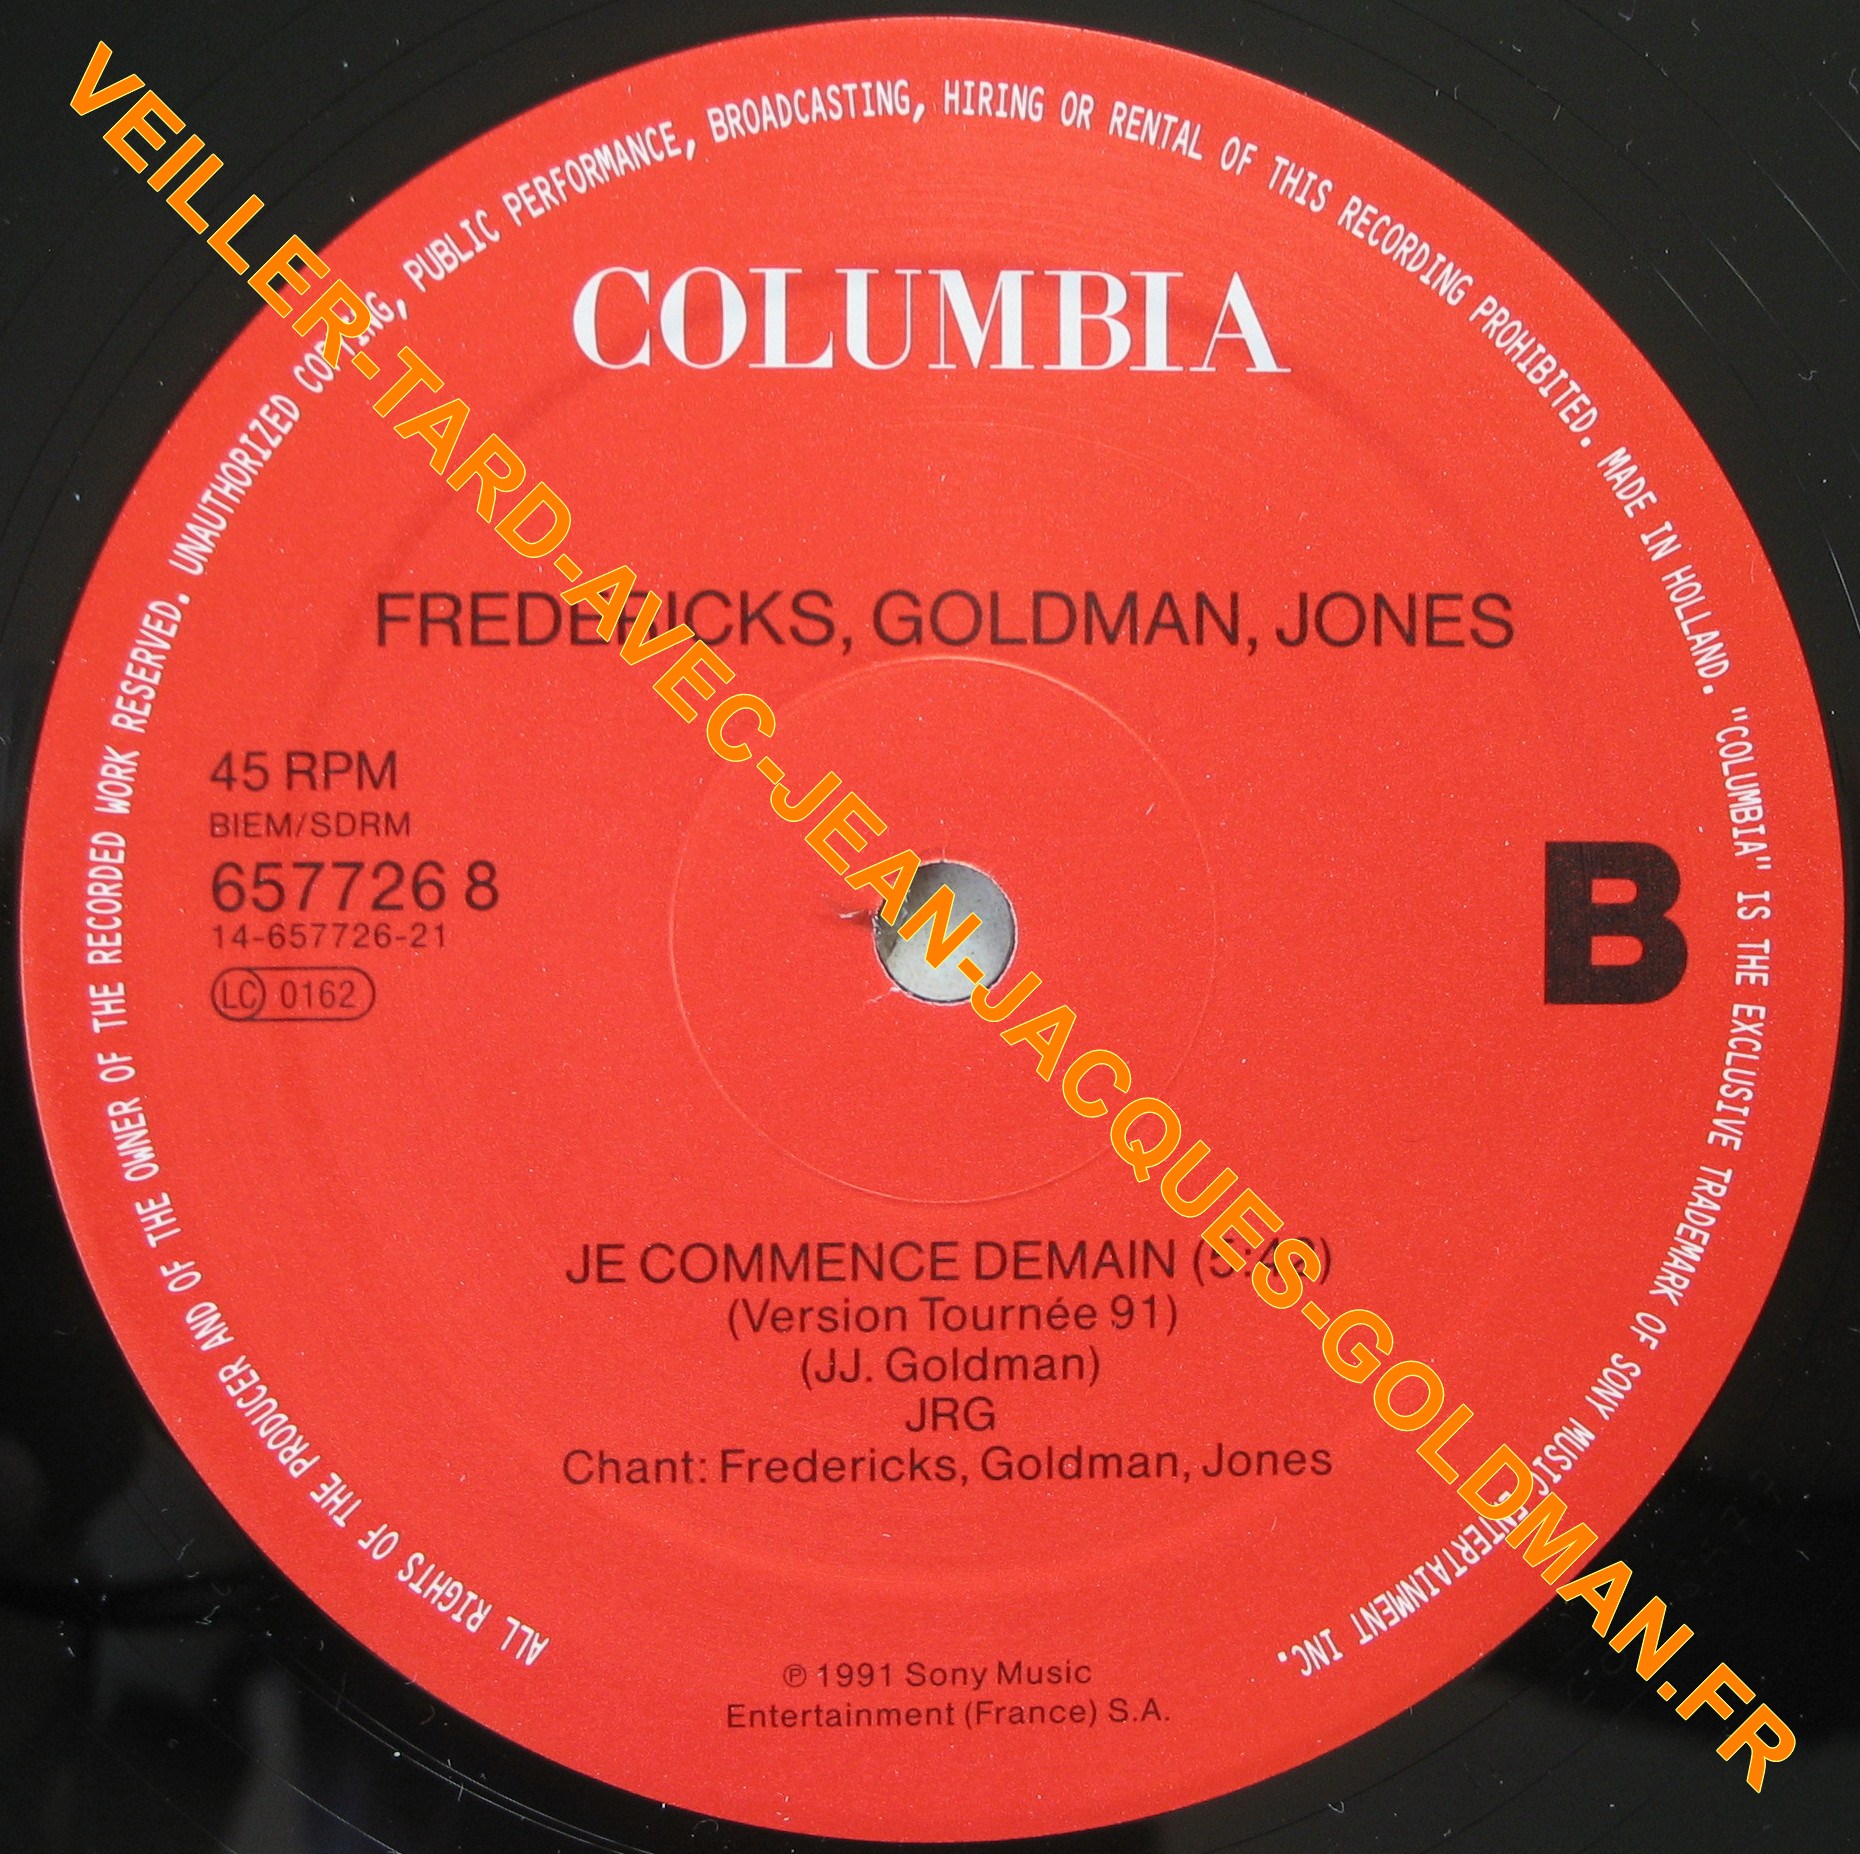 ALL RIGHTS OF THE PRODUCER AND OF THE OWNER OF THE RECORDED WORK RESERVED. UNAUTHORIZED COPYING, PUBLIC PERFORMANCE, BROADCASTING, HIRING OR RENTAL OF THIS RECORDING PROHIBITED. MADE IN HOLLAND. "COLUMBIA" IS THE EXCLUSIVE TRADEMARK OF SONY MUSIC ENTERTAINMENT INC.
COLUMBIA
FREDERICKS, GOLDMAN, JONES
45 RPM
BIEM/SDRM
657726 8
14-657726-21
LC 0162
B
JE COMMENCE DEMAIN (5:42)
(Version Tournée 91)
(JJ. Goldman)
JRG
Chant: Fredericks, Goldman, Jones
℗ 1991 Sony Music
Entertainment (France) S.A.
VEILLER-TARD-AVEC-JEAN-JACQUES-GOLDMAN.FR